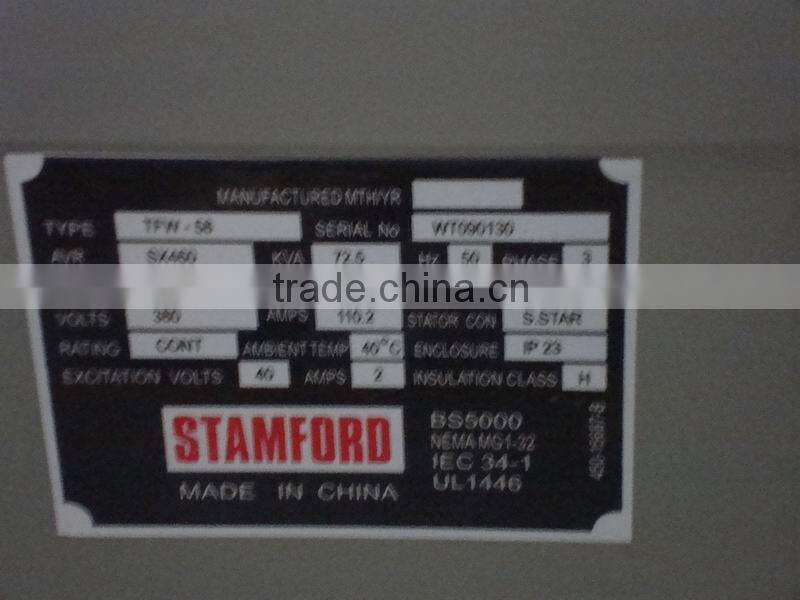 MANUFACTURED MTH/YR
TYPE TFW - 58 SERIAL No WT090130
AVR SX460 KVA 72.5 Hz 50 PHASE 3
trade.china.cn
VOLTS 380 AMPS 110.2 STATOR CON S.STAR
RATING CONT AMBIENT TEMP 40°C ENCLOSURE IP 23
EXCITATION VOLTS 40 AMPS 2 INSULATION CLASS H
STAMFORD
MADE IN CHINA
BS5000
NEMA MG1-32
IEC 34-1
UL1446